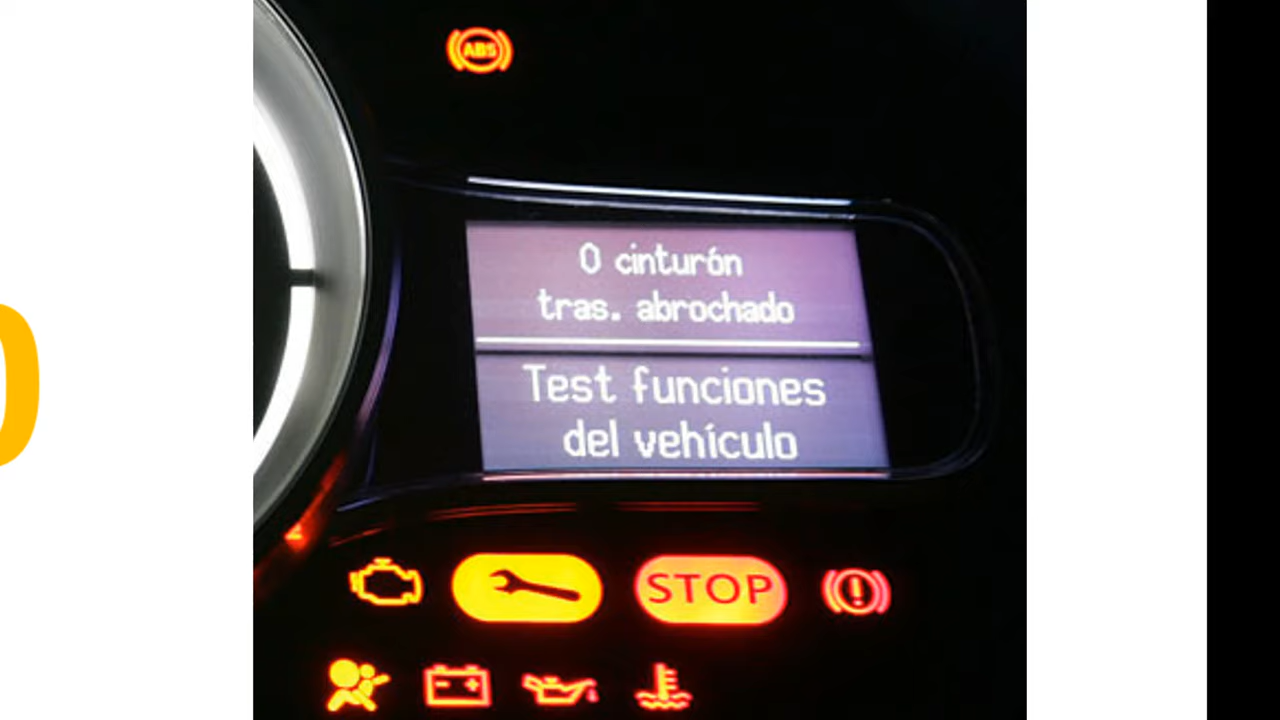 ABS
0 cinturón
tras. abrochado
Test funciones
del vehículo
STOP